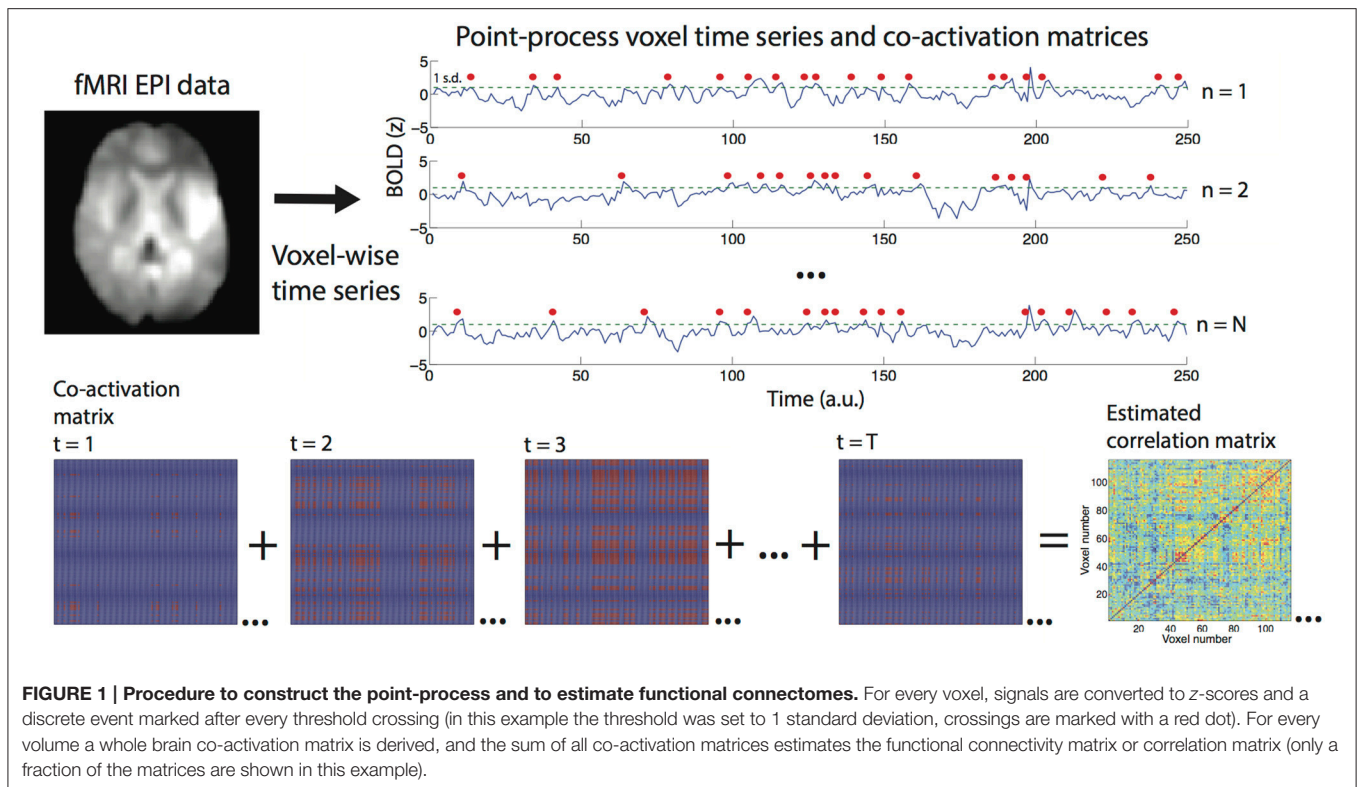 Point-process voxel time series and co-activation matrices
fMRI EPI data
Voxel-wise
time series
BOLD (z)
5
0
−5
1 s.d.
0
50
100
150
200
250
n = 1
5
0
−5
0
50
100
150
200
250
n = 2
...
5
0
−5
0
50
100
150
200
250
n = N
Time (a.u.)
Co-activation
matrix
t = 1
t = 2
t = 3
t = T
Estimated
correlation matrix
... + ... + ... + ... + ... = ...
Voxel number
100
80
60
40
20
20 40 60 80 100
Voxel number
FIGURE 1 | Procedure to construct the point-process and to estimate functional connectomes. For every voxel, signals are converted to z-scores and a
discrete event marked after every threshold crossing (in this example the threshold was set to 1 standard deviation, crossings are marked with a red dot). For every
volume a whole brain co-activation matrix is derived, and the sum of all co-activation matrices estimates the functional connectivity matrix or correlation matrix (only a
fraction of the matrices are shown in this example).